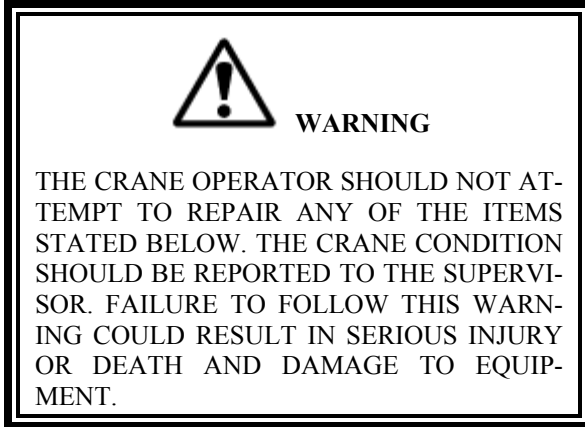 WARNING
THE CRANE OPERATOR SHOULD NOT AT-
TEMPT TO REPAIR ANY OF THE ITEMS
STATED BELOW. THE CRANE CONDITION
SHOULD BE REPORTED TO THE SUPERVI-
SOR. FAILURE TO FOLLOW THIS WARN-
ING COULD RESULT IN SERIOUS INJURY
OR DEATH AND DAMAGE TO EQUIP-
MENT.